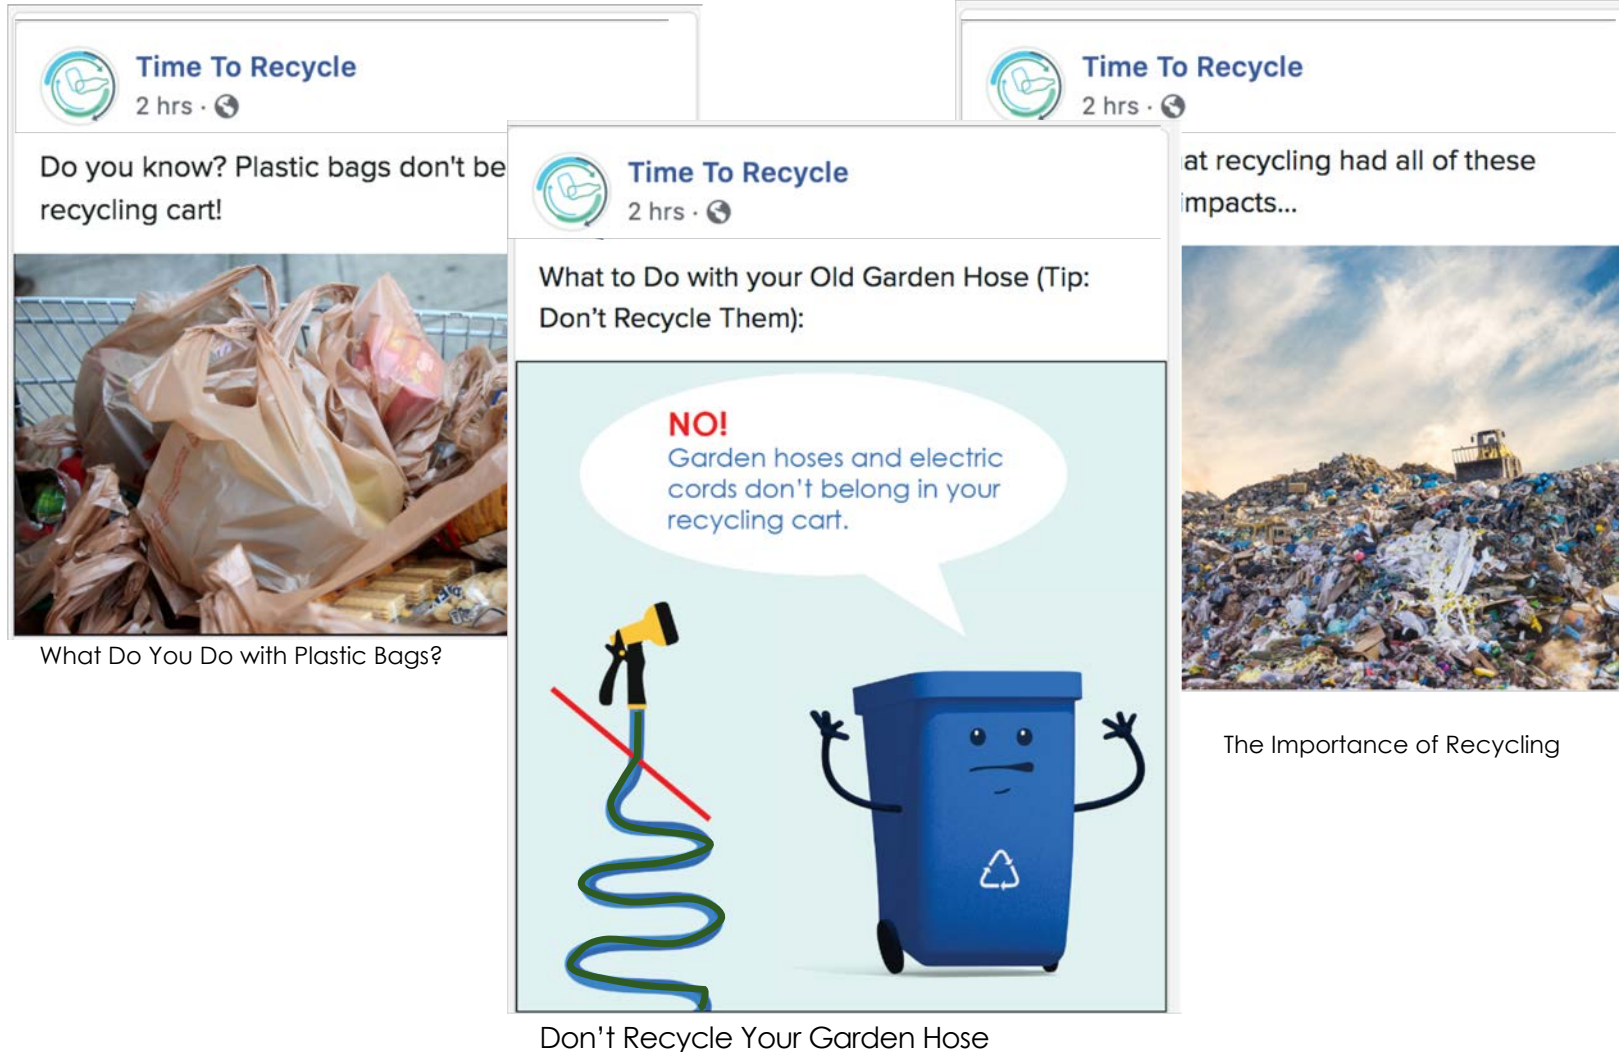 Time To Recycle
2 hrs ·
Do you know? Plastic bags don't be
recycling cart!
What Do You Do with Plastic Bags?
Time To Recycle
2 hrs ·
What to Do with your Old Garden Hose (Tip:
Don't Recycle Them):
NO!
Garden hoses and electric
cords don't belong in your
recycling cart.
Don't Recycle Your Garden Hose
Time To Recycle
2 hrs ·
at recycling had all of these
impacts...
The Importance of Recycling